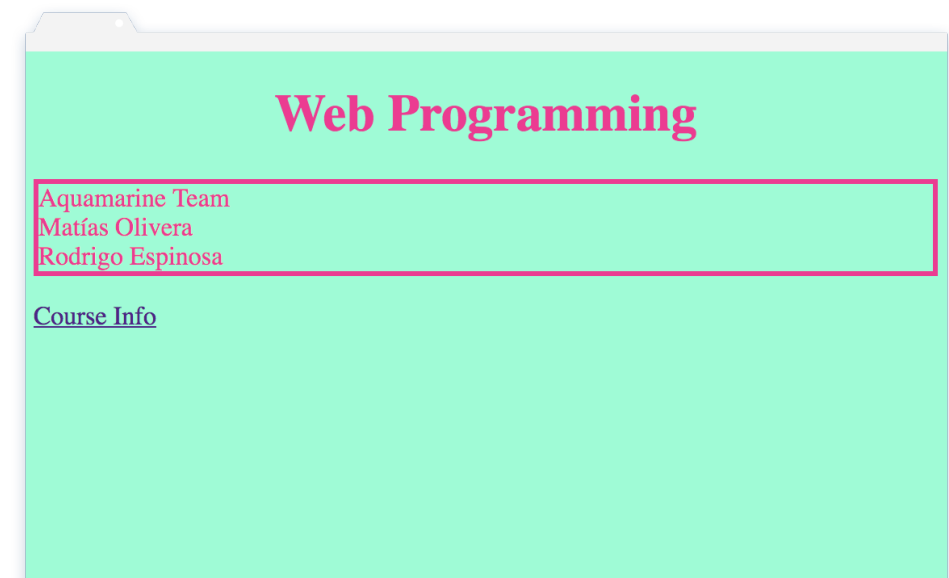 Web Programming
Aquamarine Team
Matías Olivera
Rodrigo Espinosa
Course Info